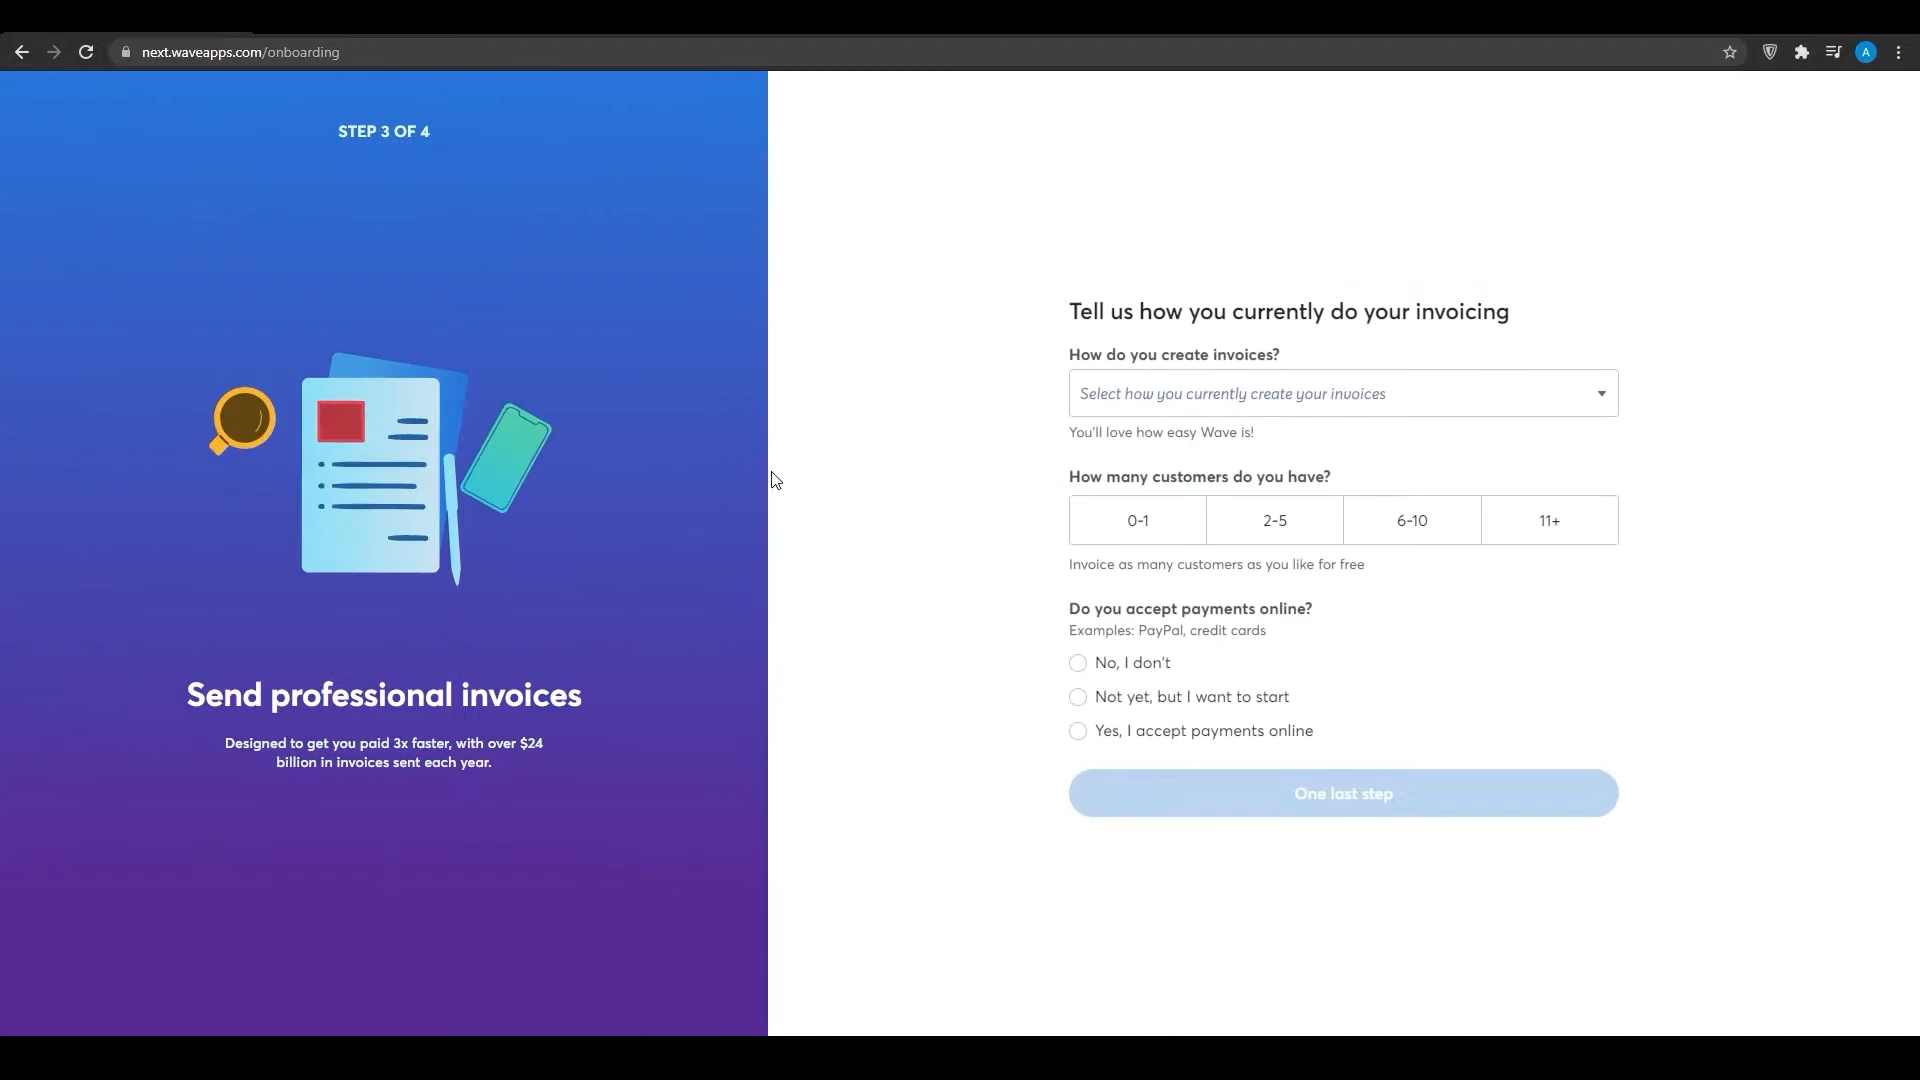 next.waveapps.com/onboarding
A
STEP 3 OF 4
Send professional invoices
Designed to get you paid 3x faster, with over $24
billion in invoices sent each year.
Tell us how you currently do your invoicing
How do you create invoices?
Select how you currently create your invoices
You'll love how easy Wave is!
How many customers do you have?
0-1 2-5 6-10 11+
Invoice as many customers as you like for free
Do you accept payments online?
Examples: PayPal, credit cards
No, I don't
Not yet, but I want to start
Yes, I accept payments online
One last step